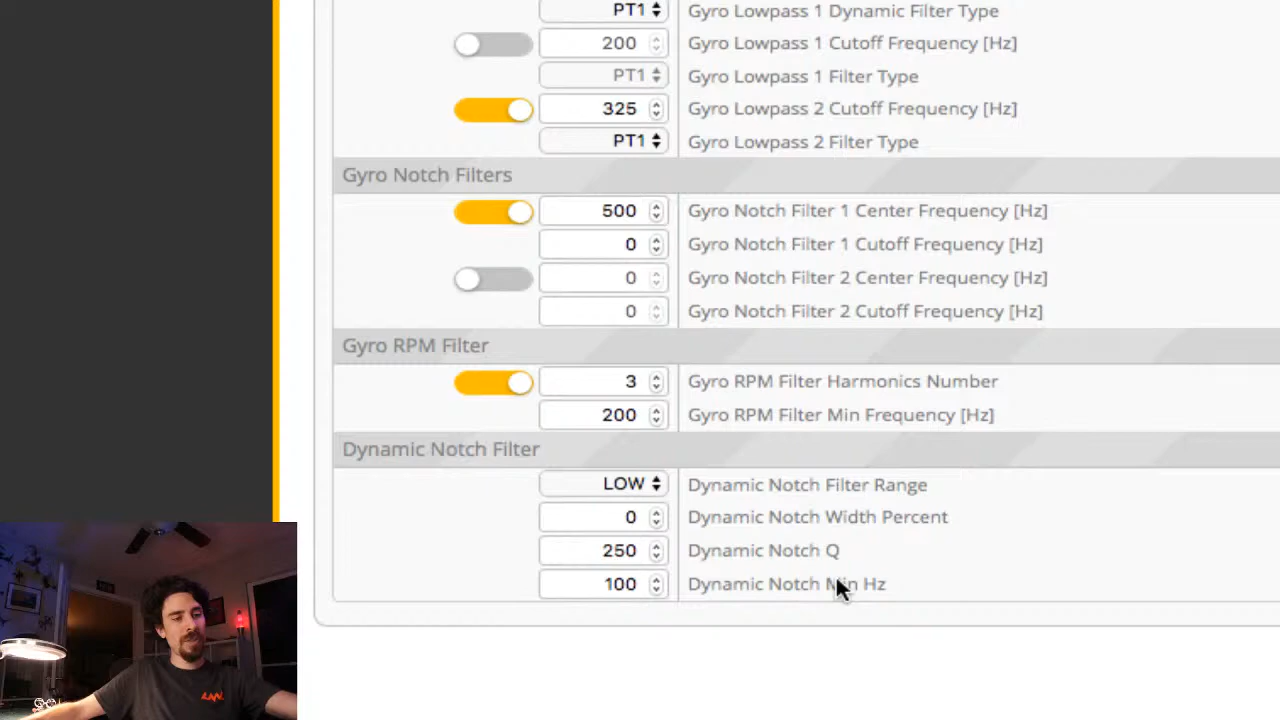 PT1 Gyro Lowpass 1 Dynamic Filter Type
200 Gyro Lowpass 1 Cutoff Frequency [Hz]
PT1 Gyro Lowpass 1 Filter Type
325 Gyro Lowpass 2 Cutoff Frequency [Hz]
PT1 Gyro Lowpass 2 Filter Type
Gyro Notch Filters
500 Gyro Notch Filter 1 Center Frequency [Hz]
0 Gyro Notch Filter 1 Cutoff Frequency [Hz]
0 Gyro Notch Filter 2 Center Frequency [Hz]
0 Gyro Notch Filter 2 Cutoff Frequency [Hz]
Gyro RPM Filter
3 Gyro RPM Filter Harmonics Number
200 Gyro RPM Filter Min Frequency [Hz]
Dynamic Notch Filter
LOW Dynamic Notch Filter Range
0 Dynamic Notch Width Percent
250 Dynamic Notch Q
100 Dynamic Notch Min Hz